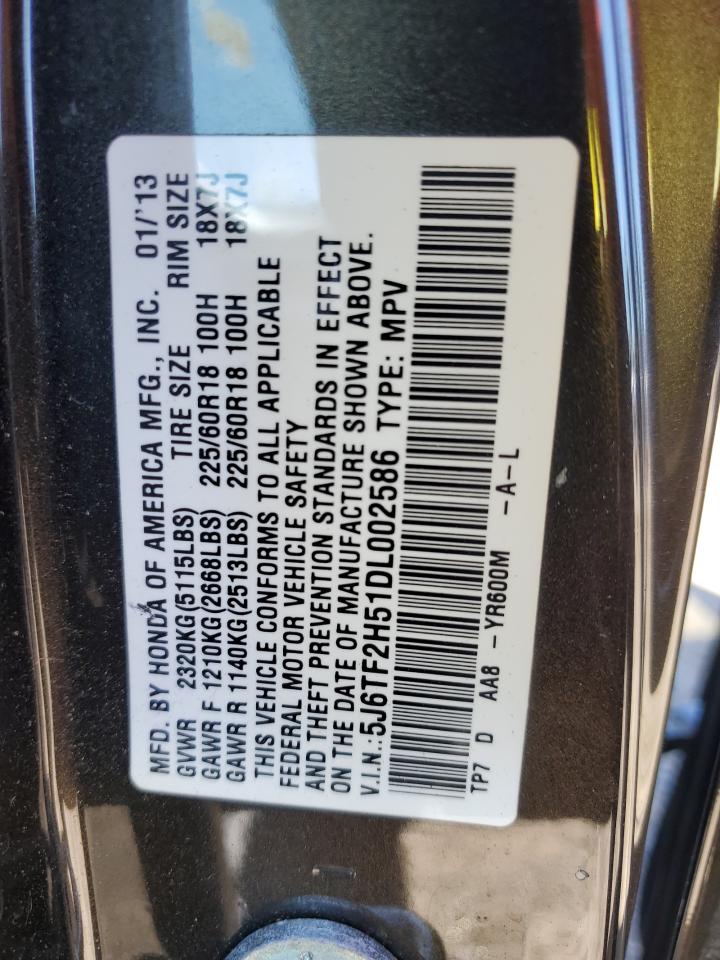 MFD. BY HONDA OF AMERICA MFG., INC. 01/'13
GVWR 2320KG(5115LBS) TIRE SIZE RIM SIZE
GAWR F 1210KG(2668LBS) 225/60R18 100H 18X7J
GAWR R 1140KG(2513LBS) 225/60R18 100H 18X7J
THIS VEHICLE CONFORMS TO ALL APPLICABLE
FEDERAL MOTOR VEHICLE SAFETY
AND THEFT PREVENTION STANDARDS IN EFFECT
ON THE DATE OF MANUFACTURE SHOWN ABOVE.
V.I.N.:5J6TF2H51DL002586 TYPE: MPV
TP7 D AA8 -YR600M -A-L